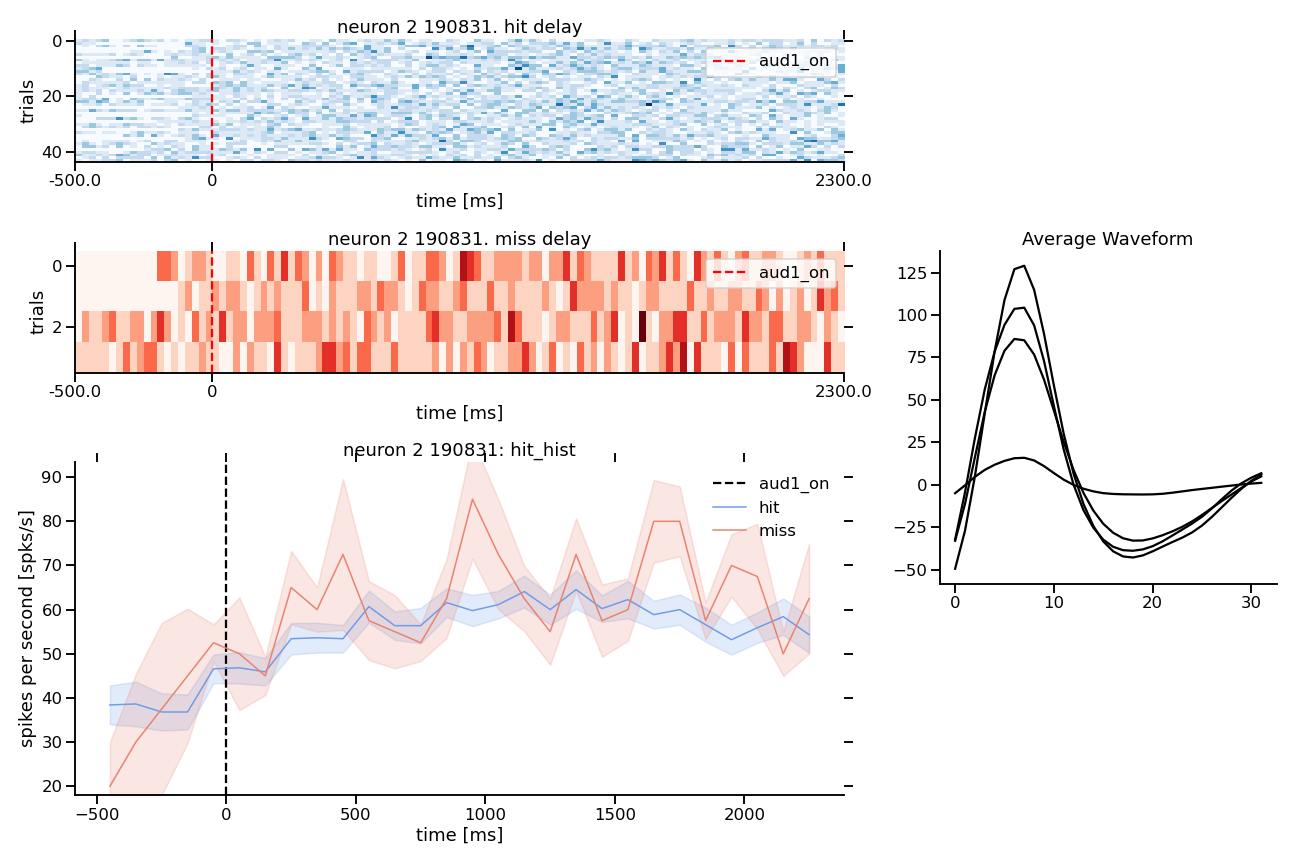 neuron 2 190831. hit delay
0
20
40
trials
aud1_on
-500.0
0
2300.0
time [ms]
neuron 2 190831. miss delay
0
2
trials
aud1_on
-500.0
0
2300.0
time [ms]
neuron 2 190831: hit_hist
90
80
70
60
50
40
30
20
spikes per second [spks/s]
aud1_on
hit
miss
−500
0
500
1000
1500
2000
time [ms]
Average Waveform
125
100
75
50
25
0
−25
−50
0
10
20
30